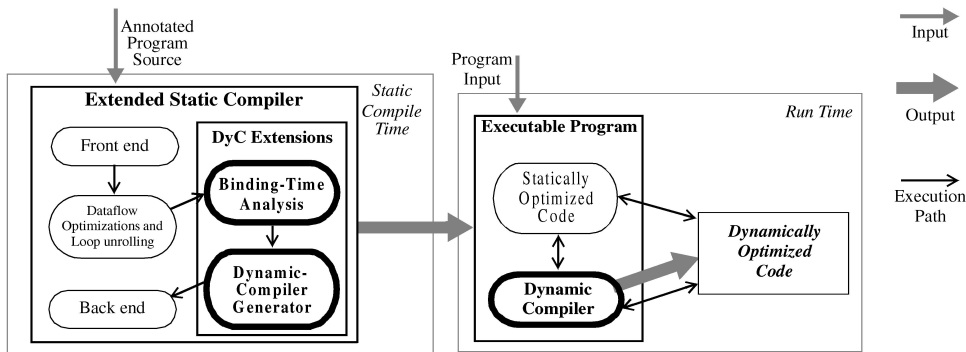 Annotated
Program
Source
Static
Compile
Time
Extended Static Compiler
Front end
Dataflow
Optimizations and
Loop unrolling
Back end
DyC Extensions
Binding-Time
Analysis
Dynamic-
Compiler
Generator
Program
Input
Run Time
Executable Program
Statically
Optimized
Code
Dynamic
Compiler
Dynamically
Optimized
Code
Input
Output
Execution
Path